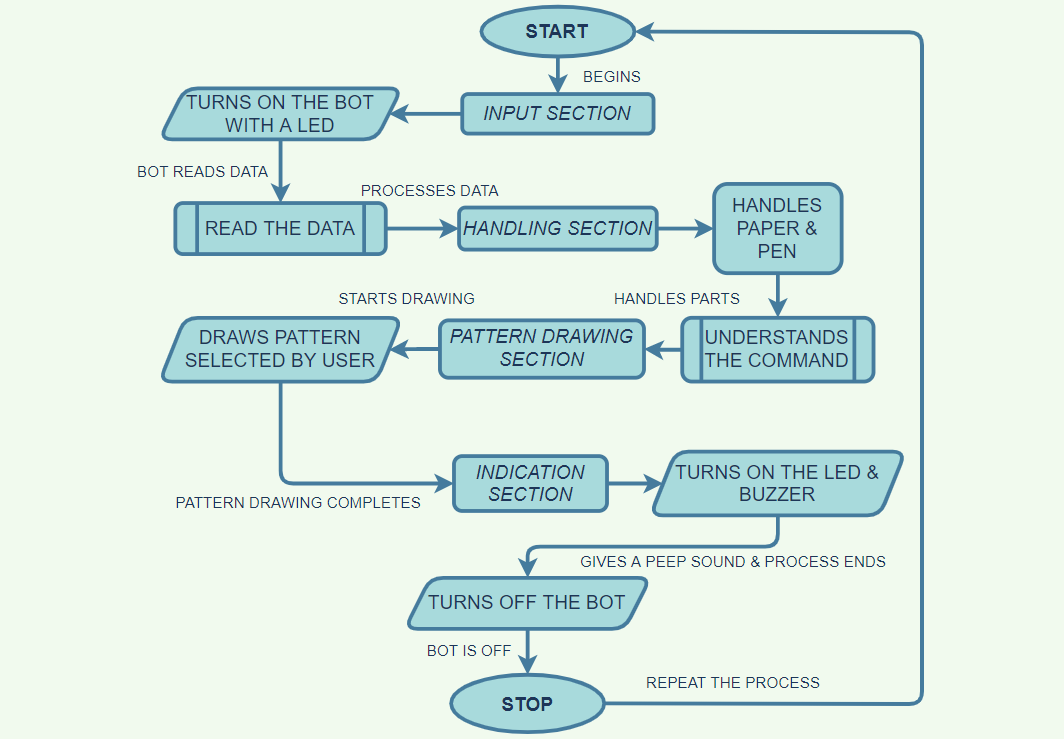 START
BEGINS
INPUT SECTION
TURNS ON THE BOT
WITH A LED
BOT READS DATA
PROCESSES DATA
READ THE DATA
HANDLING SECTION
HANDLES
PAPER &
PEN
STARTS DRAWING
HANDLES PARTS
DRAWS PATTERN
SELECTED BY USER
PATTERN DRAWING
SECTION
UNDERSTANDS
THE COMMAND
INDICATION
SECTION
TURNS ON THE LED &
BUZZER
PATTERN DRAWING COMPLETES
GIVES A PEEP SOUND & PROCESS ENDS
TURNS OFF THE BOT
BOT IS OFF
REPEAT THE PROCESS
STOP